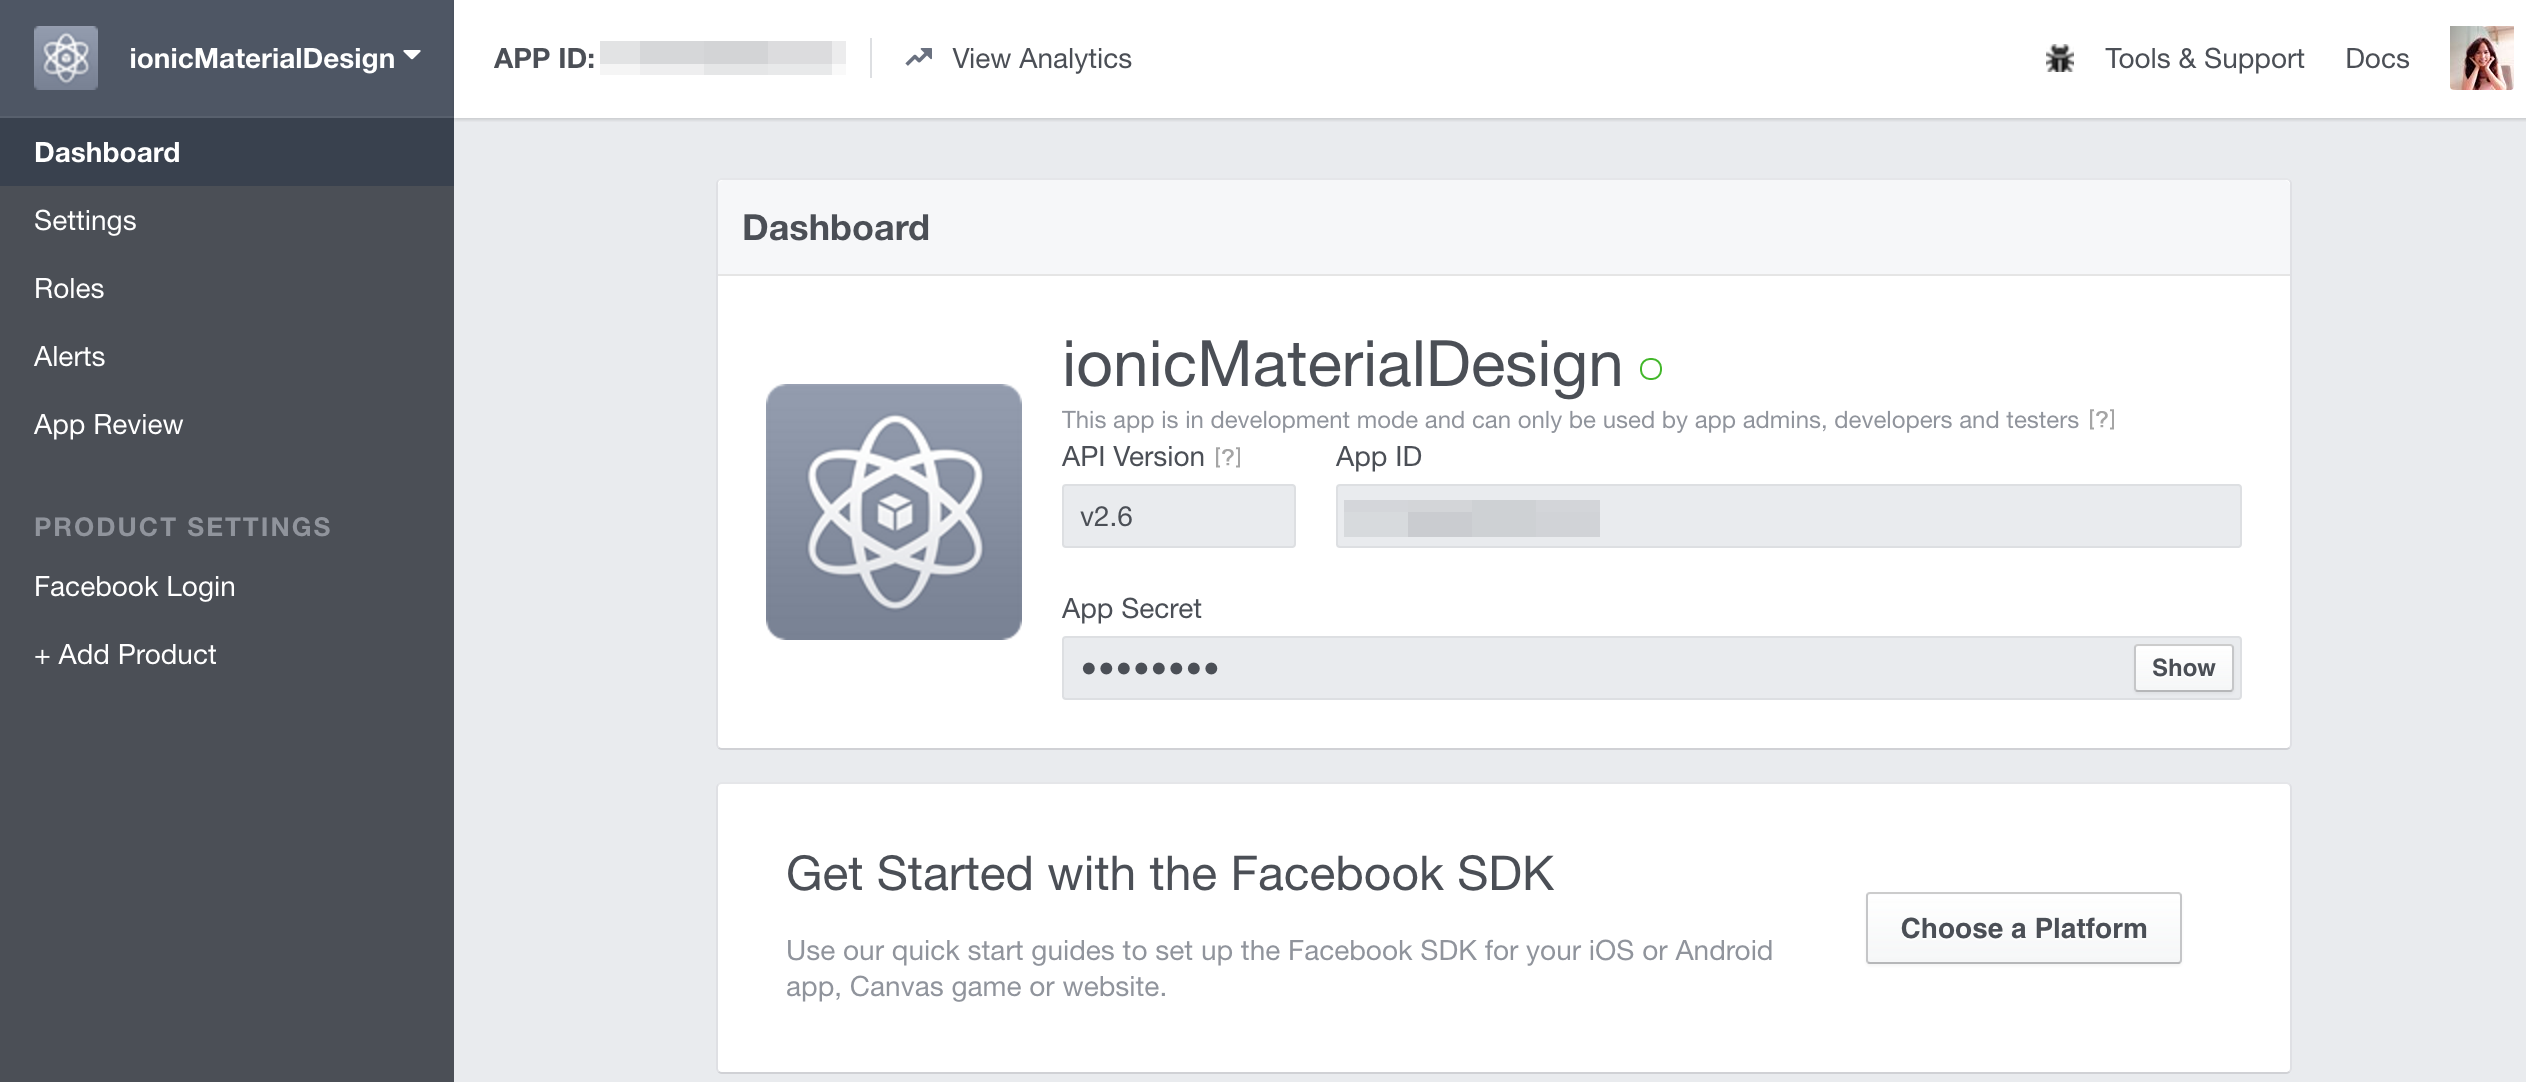 ionicMaterialDesign
APP ID:
View Analytics
Tools & Support
Docs
Dashboard
Settings
Roles
Alerts
App Review
PRODUCT SETTINGS
Facebook Login
+ Add Product
Dashboard
ionicMaterialDesign
This app is in development mode and can only be used by app admins, developers and testers [?]
API Version [?]
App ID
v2.6
App Secret
●●●●●●●●
Show
Get Started with the Facebook SDK
Use our quick start guides to set up the Facebook SDK for your iOS or Android
app, Canvas game or website.
Choose a Platform